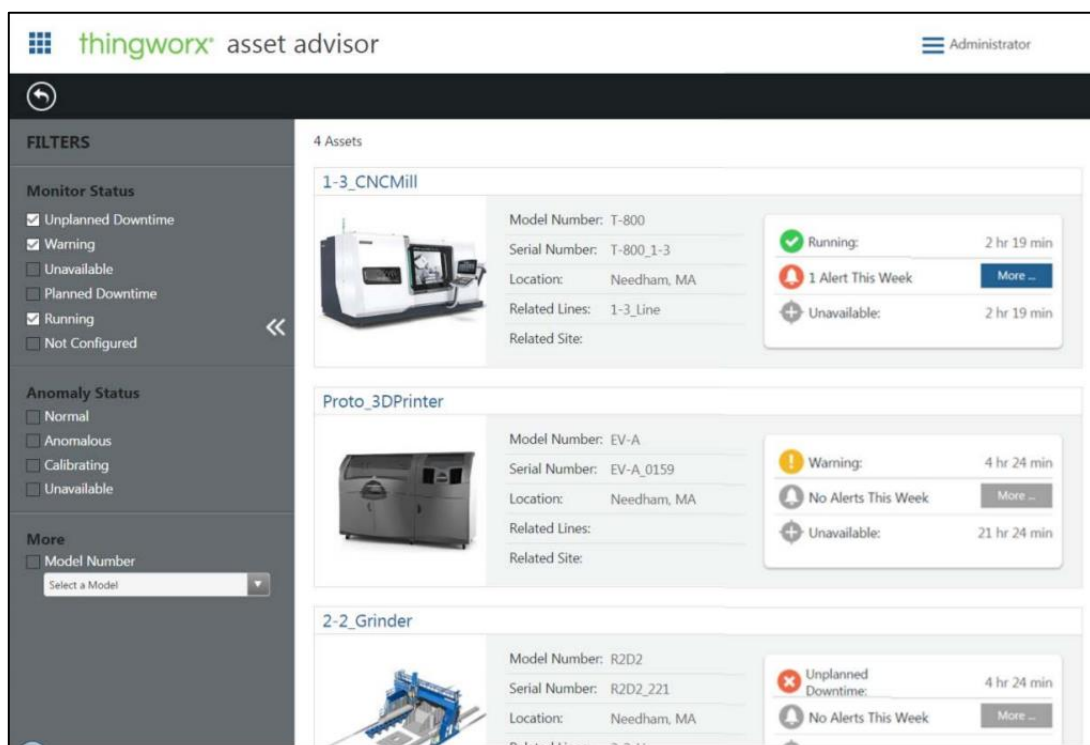 thingworx asset advisor
Administrator
FILTERS
Monitor Status
Unplanned Downtime
Warning
Unavailable
Planned Downtime
Running
Not Configured
Anomaly Status
Normal
Anomalous
Calibrating
Unavailable
More
Model Number
Select a Model
4 Assets
1-3_CNCMill
Model Number: T-800
Serial Number: T-800_1-3
Location: Needham, MA
Related Lines: 1-3_Line
Related Site:
Running: 2 hr 19 min
1 Alert This Week More ...
Unavailable: 2 hr 19 min
Proto_3DPrinter
Model Number: EV-A
Serial Number: EV-A_0159
Location: Needham, MA
Related Lines:
Related Site:
Warning: 4 hr 24 min
No Alerts This Week More ...
Unavailable: 21 hr 24 min
2-2_Grinder
Model Number: R2D2
Serial Number: R2D2_221
Location: Needham, MA
Unplanned
Downtime: 4 hr 24 min
No Alerts This Week More ...